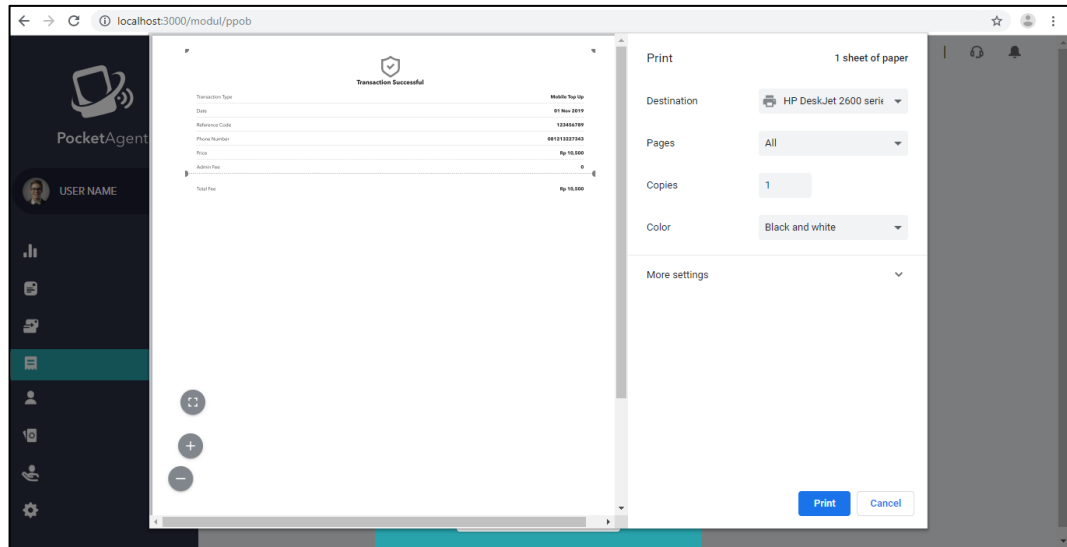 localhost:3000/modul/ppob
PocketAgent
USER NAME
Transaction Successful
Transaction Type Mobile Top Up
Date 01 Nov 2019
Reference Code 123456789
Phone Number 081213227343
Price Rp 10,500
Admin Fee 0
Total Fee Rp 10,500
Print 1 sheet of paper
Destination HP DeskJet 2600 serie
Pages All
Copies 1
Color Black and white
More settings
Print Cancel